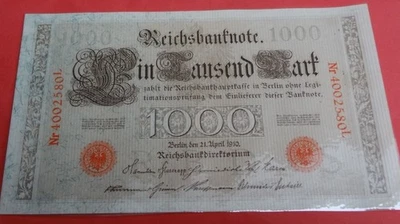 1000 Reichsbanknote. 1000
Ein Tausend Mark
zahlt die Reichsbankhauptkasse in Berlin ohne Legi-
timationsprüfung dem Einlieferer dieser Banknote.
Nr 4002580L
Nr 4002580L
1000
Berlin, den 21. April 1910.
Reichsbankdirektorium